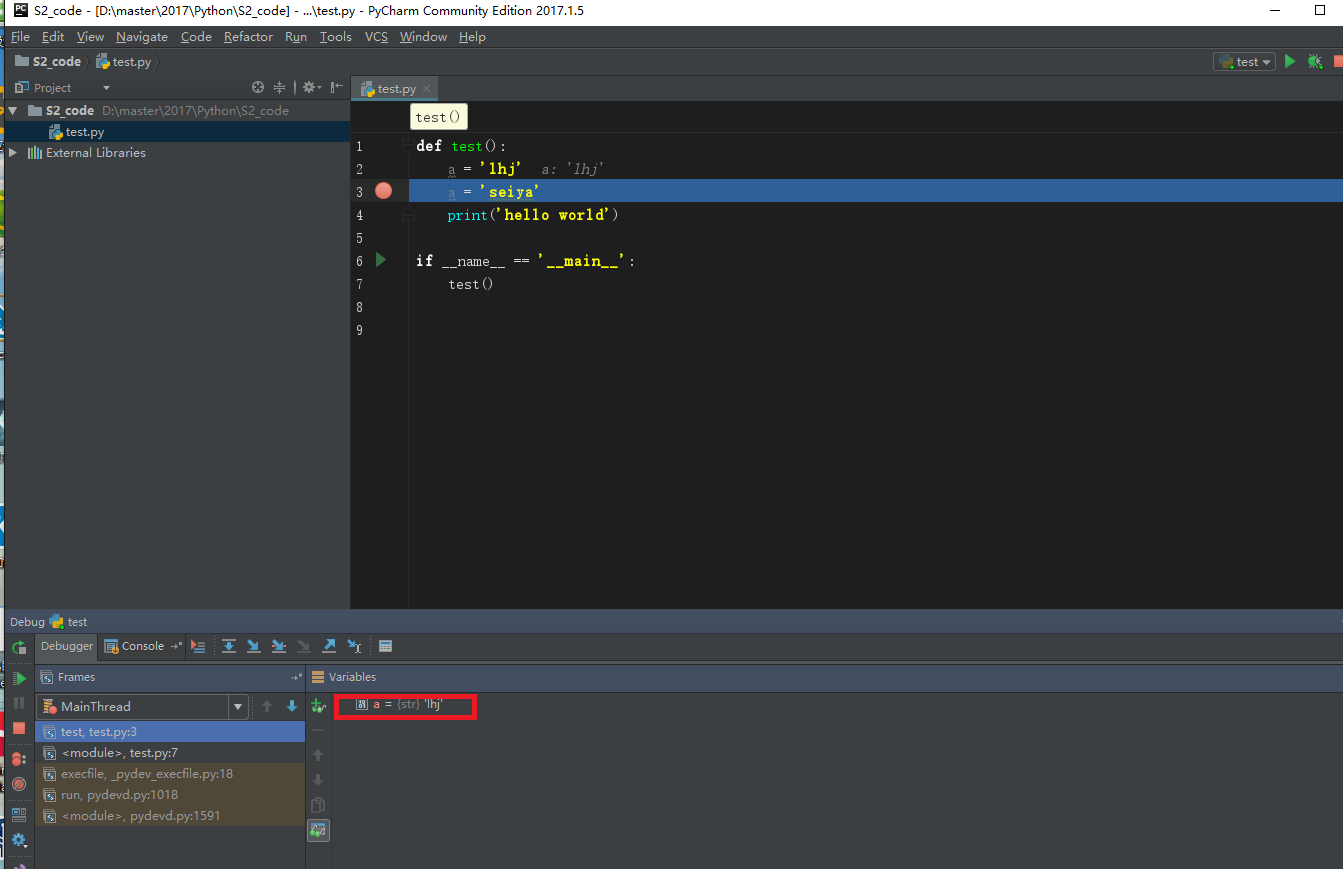 S2_code - [D:\master\2017\Python\S2_code] - ...\test.py - PyCharm Community Edition 2017.1.5
File Edit View Navigate Code Refactor Run Tools VCS Window Help
S2_code test.py test
Project test.py
S2_code D:\master\2017\Python\S2_code
test.py
External Libraries
test()
1 def test():
2 a = 'lhj' a: 'lhj'
3 a = 'seiya'
4 print('hello world')
5
6 if __name__ == '__main__':
7 test()
8
9
Debug test
Debugger Console
Frames Variables
MainThread a = {str} 'lhj'
test, test.py:3
<module>, test.py:7
execfile, _pydev_execfile.py:18
run, pydevd.py:1018
<module>, pydevd.py:1591